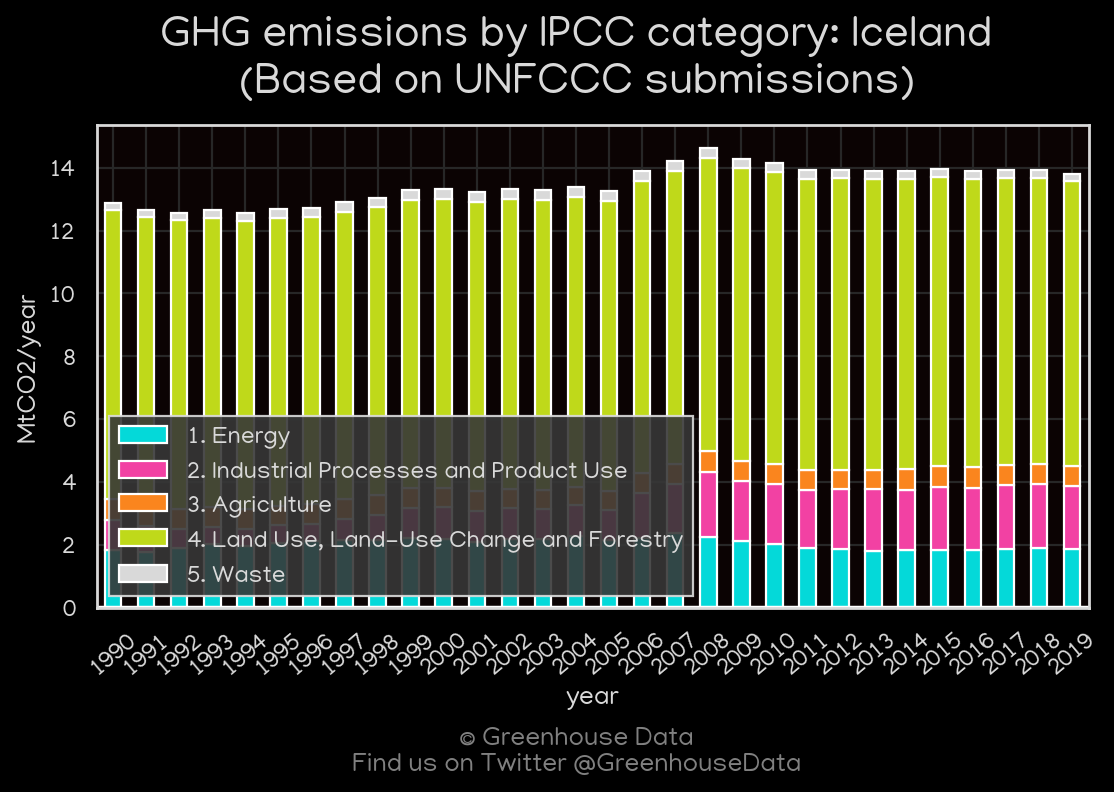 GHG emissions by IPCC category: Iceland
(Based on UNFCCC submissions)
MtCO2/year
14
12
10
8
6
4
2
0
1. Energy
2. Industrial Processes and Product Use
3. Agriculture
4. Land Use, Land-Use Change and Forestry
5. Waste
1990 1991 1992 1993 1994 1995 1996 1997 1998 1999 2000 2001 2002 2003 2004 2005 2006 2007 2008 2009 2010 2011 2012 2013 2014 2015 2016 2017 2018 2019
year
© Greenhouse Data
Find us on Twitter @GreenhouseData